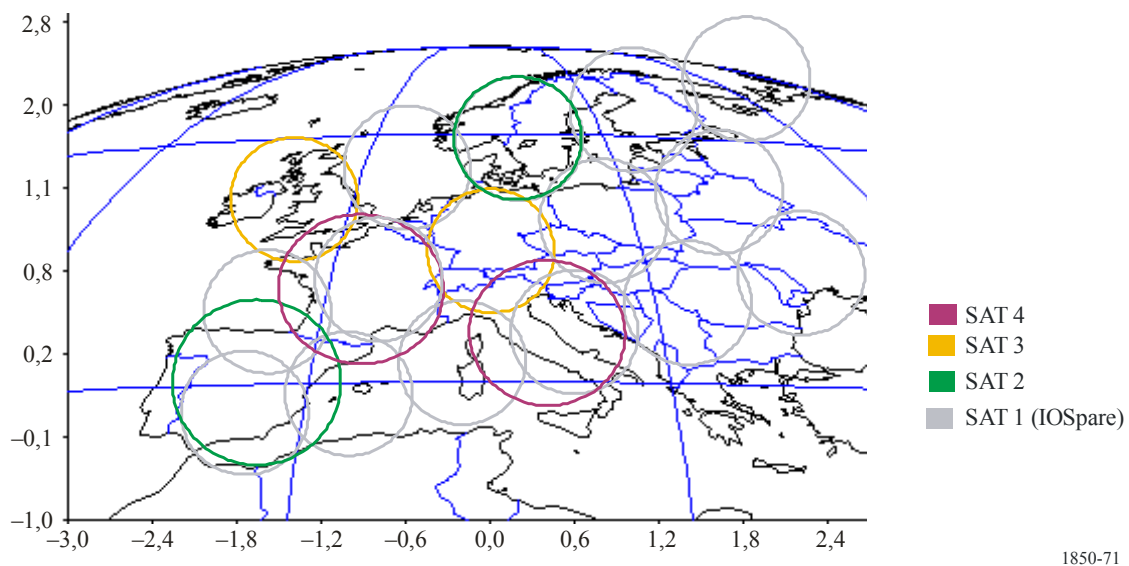 2,8
2,0
1,1
0,8
0,2
–0,1
–1,0
–3,0 –2,4 –1,8 –1,2 –0,6 0,0 0,6 1,2 1,8 2,4
SAT 4
SAT 3
SAT 2
SAT 1 (IOSpare)
1850-71